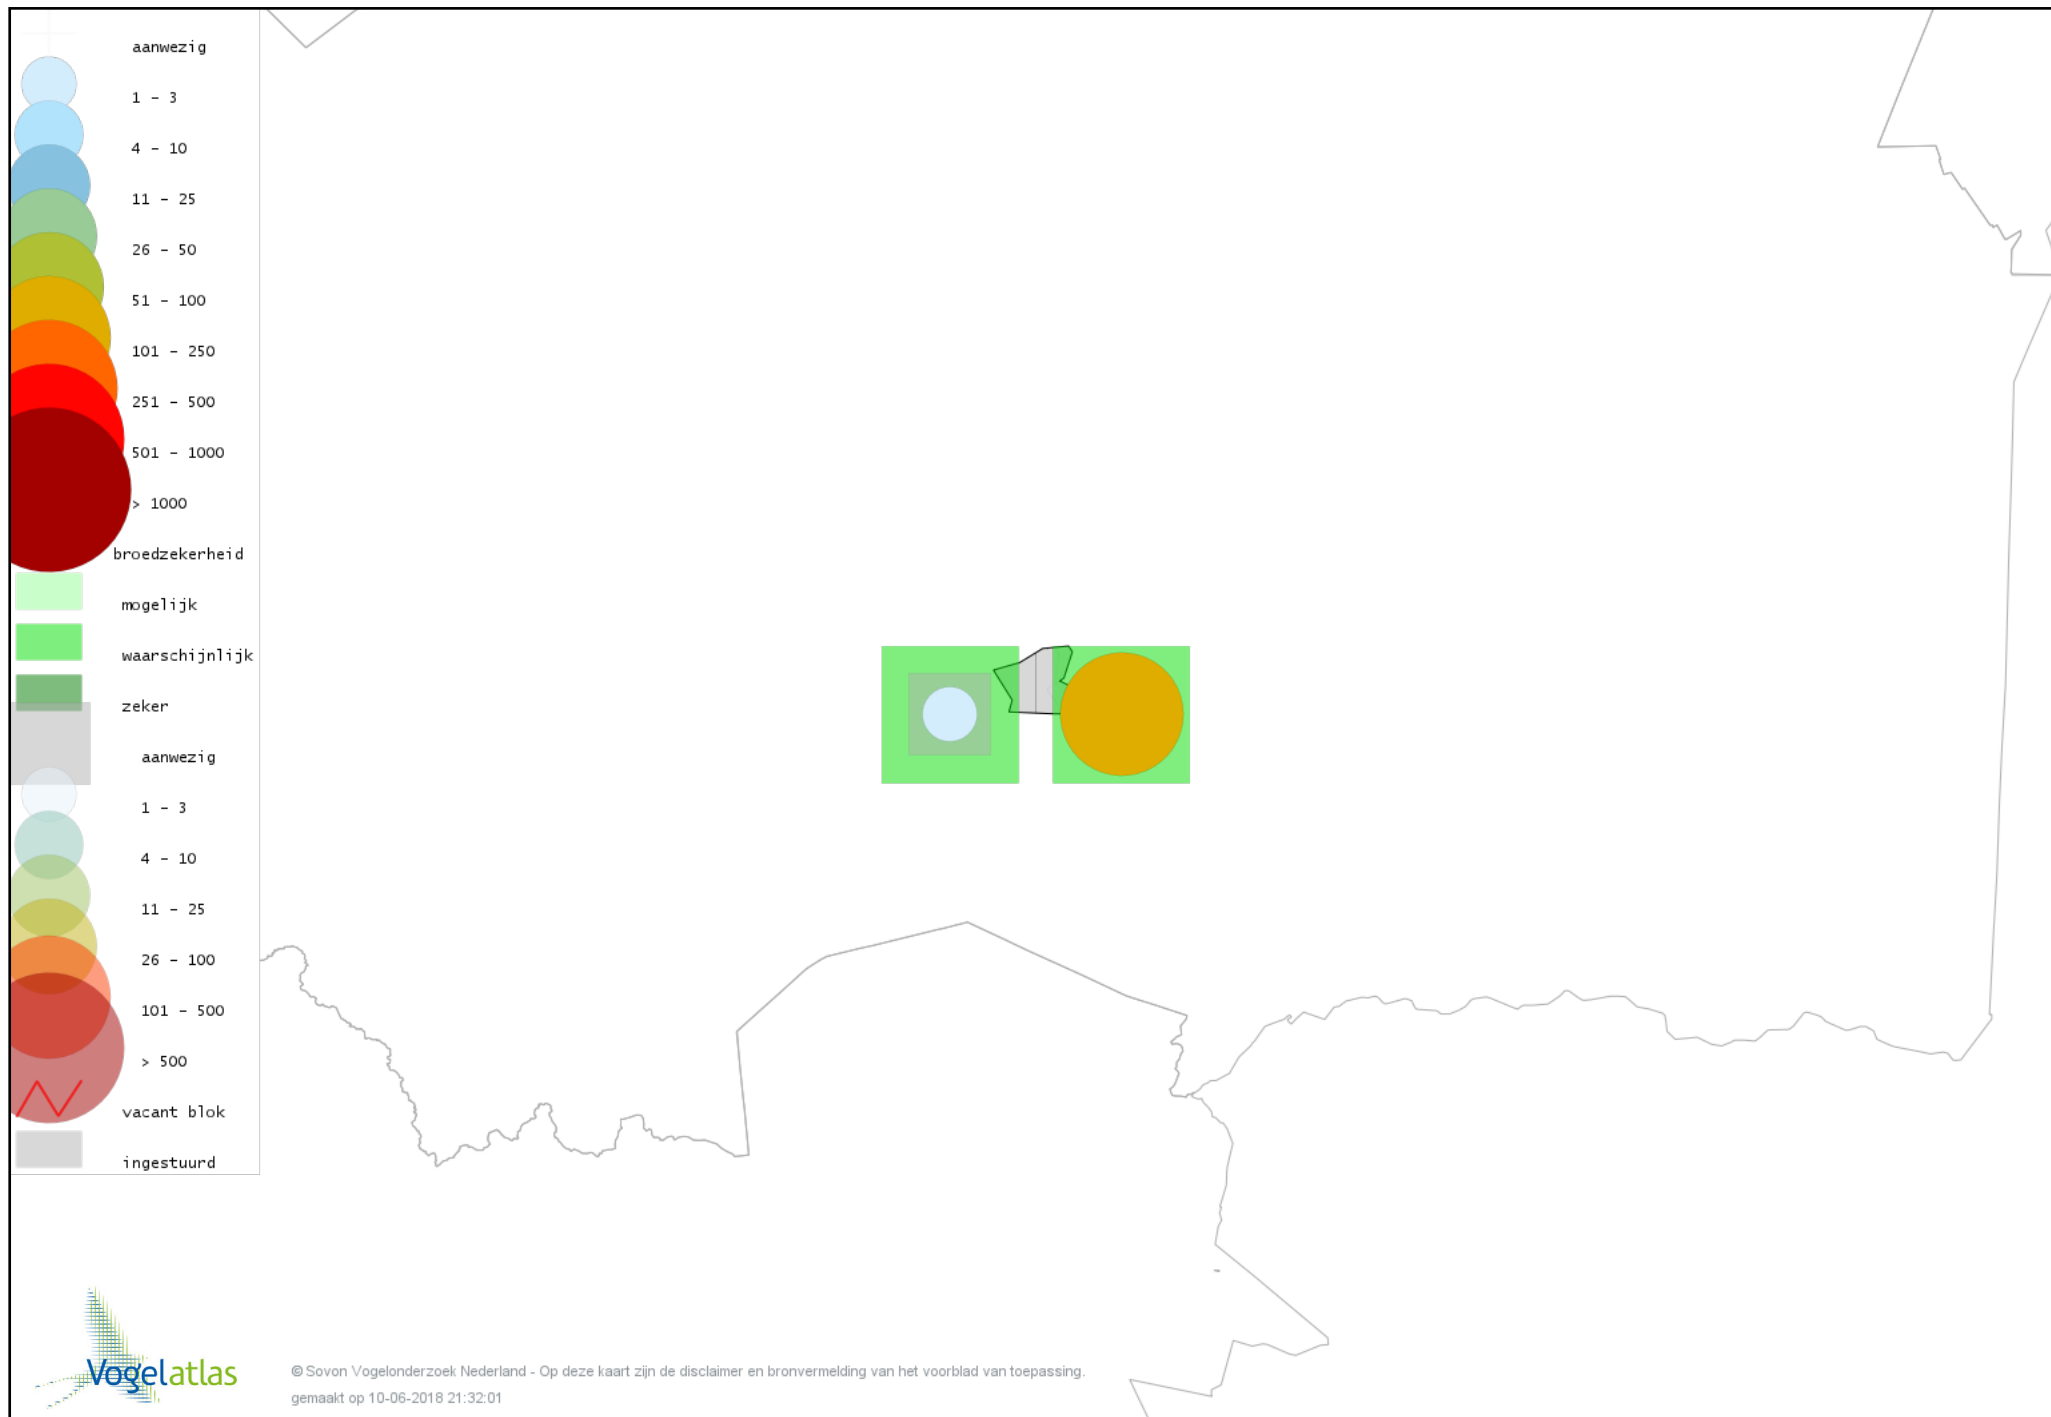 aanwezig
1 - 3
4 - 10
11 - 25
26 - 50
51 - 100
101 - 250
251 - 500
501 - 1000
> 1000
broedzekerheid
mogelijk
waarschijnlijk
zeker
aanwezig
1 - 3
4 - 10
11 - 25
26 - 100
101 - 500
> 500
vacant blok
ingestuurd
Vogelatlas
© Sovon Vogelonderzoek Nederland - Op deze kaart zijn de disclaimer en bronvermelding van het voorblad van toepassing.
gemaakt op 10-06-2018 21:32:01